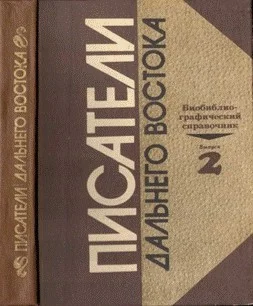 ПИСАТЕЛИ ДАЛЬНЕГО ВОСТОКА
ПИСАТЕЛИ
ДАЛЬНЕГО ВОСТОКА
Биобиблио-
графический
справочник
Выпуск
2